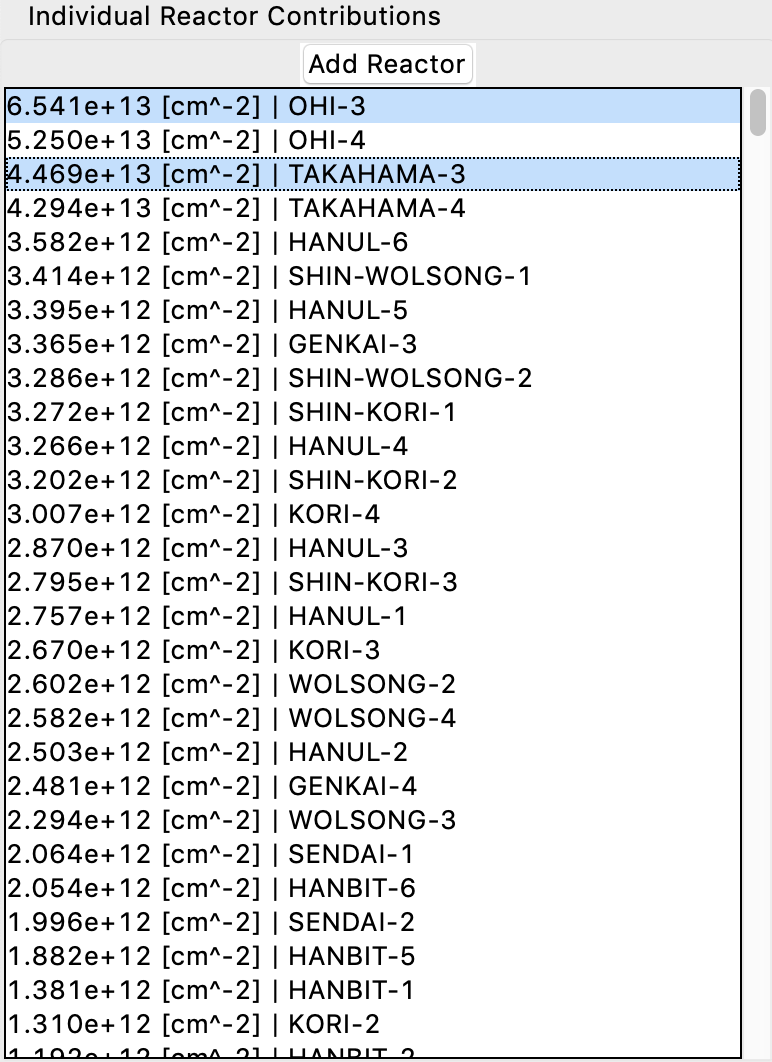 Individual Reactor Contributions
Add Reactor
6.541e+13 [cm^-2] | OHI-3
5.250e+13 [cm^-2] | OHI-4
4.469e+13 [cm^-2] | TAKAHAMA-3
4.294e+13 [cm^-2] | TAKAHAMA-4
3.582e+12 [cm^-2] | HANUL-6
3.414e+12 [cm^-2] | SHIN-WOLSONG-1
3.395e+12 [cm^-2] | HANUL-5
3.365e+12 [cm^-2] | GENKAI-3
3.286e+12 [cm^-2] | SHIN-WOLSONG-2
3.272e+12 [cm^-2] | SHIN-KORI-1
3.266e+12 [cm^-2] | HANUL-4
3.202e+12 [cm^-2] | SHIN-KORI-2
3.007e+12 [cm^-2] | KORI-4
2.870e+12 [cm^-2] | HANUL-3
2.795e+12 [cm^-2] | SHIN-KORI-3
2.757e+12 [cm^-2] | HANUL-1
2.670e+12 [cm^-2] | KORI-3
2.602e+12 [cm^-2] | WOLSONG-2
2.582e+12 [cm^-2] | WOLSONG-4
2.503e+12 [cm^-2] | HANUL-2
2.481e+12 [cm^-2] | GENKAI-4
2.294e+12 [cm^-2] | WOLSONG-3
2.064e+12 [cm^-2] | SENDAI-1
2.054e+12 [cm^-2] | HANBIT-6
1.996e+12 [cm^-2] | SENDAI-2
1.882e+12 [cm^-2] | HANBIT-5
1.381e+12 [cm^-2] | HANBIT-1
1.310e+12 [cm^-2] | KORI-2